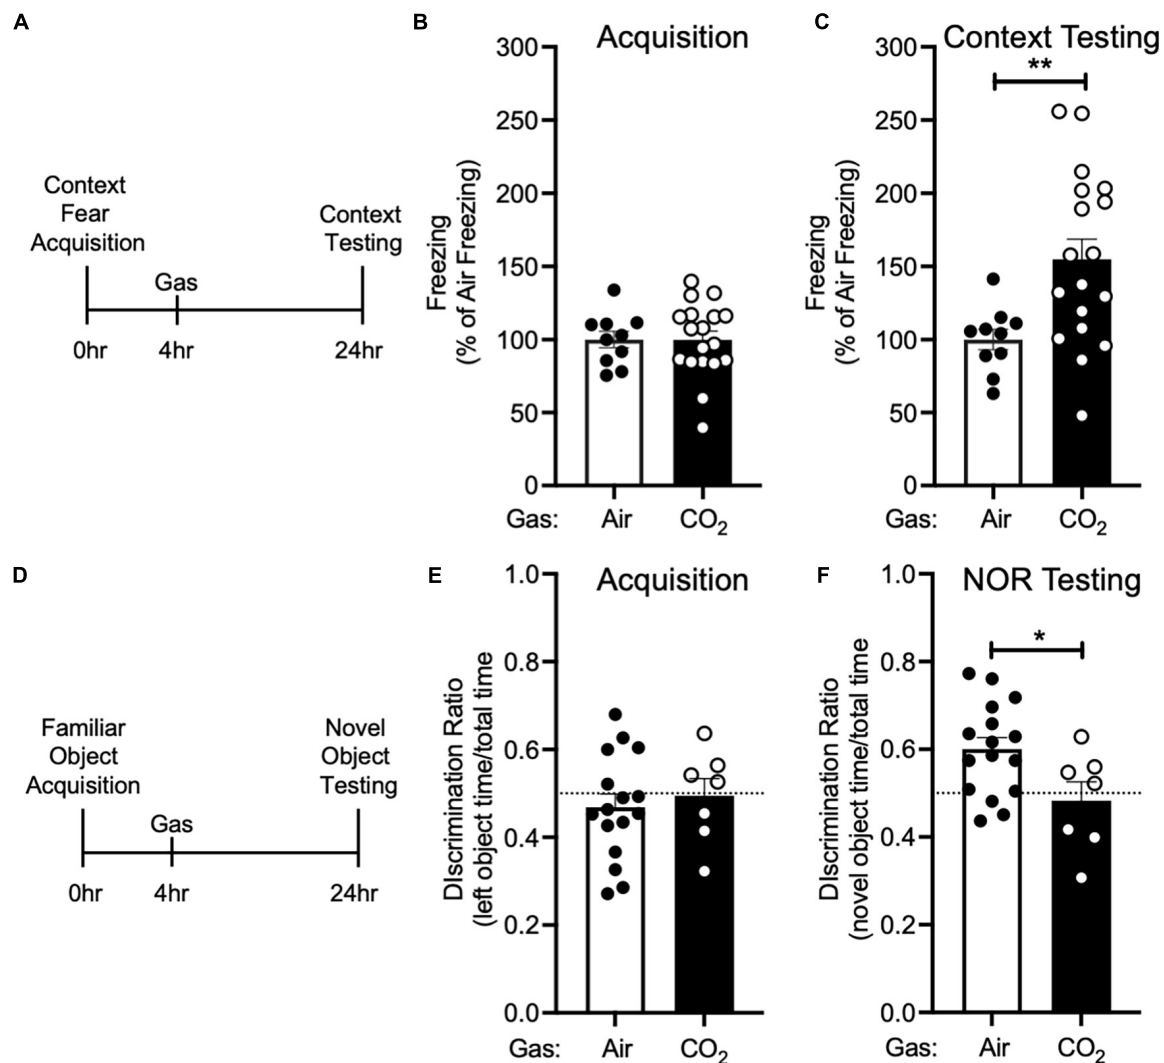 A
Context
Fear
Acquisition
Gas
Context
Testing
0hr
4hr
24hr
B
Acquisition
Freezing
(% of Air Freezing)
300
250
200
150
100
50
0
Gas:
Air
CO2
C
Context Testing
**
Freezing
(% of Air Freezing)
300
250
200
150
100
50
0
Gas:
Air
CO2
D
Familiar
Object
Acquisition
Gas
Novel
Object
Testing
0hr
4hr
24hr
E
Acquisition
DIscrimination Ratio
(left object time/total time
1.0
0.8
0.6
0.4
0.2
0.0
Gas:
Air
CO2
F
NOR Testing
*
DIscrimination Ratio
(novel object time/total time
1.0
0.8
0.6
0.4
0.2
0.0
Gas:
Air
CO2